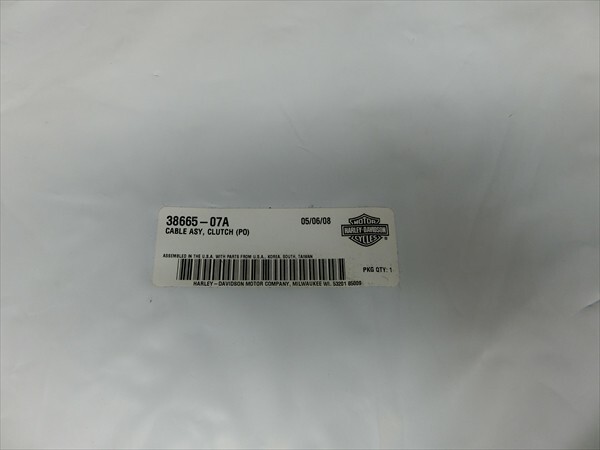 38665-07A 05/06/08
CABLE ASY, CLUTCH (PO)
MOTOR
HARLEY-DAVIDSON
CYCLES
ASSEMBLED IN THE U.S.A. WITH PARTS FROM U.S.A., KOREA, SOUTH, TAIWAN
PKG QTY: 1
HARLEY-DAVIDSON MOTOR COMPANY, MILWAUKEE WI. 53201 85009